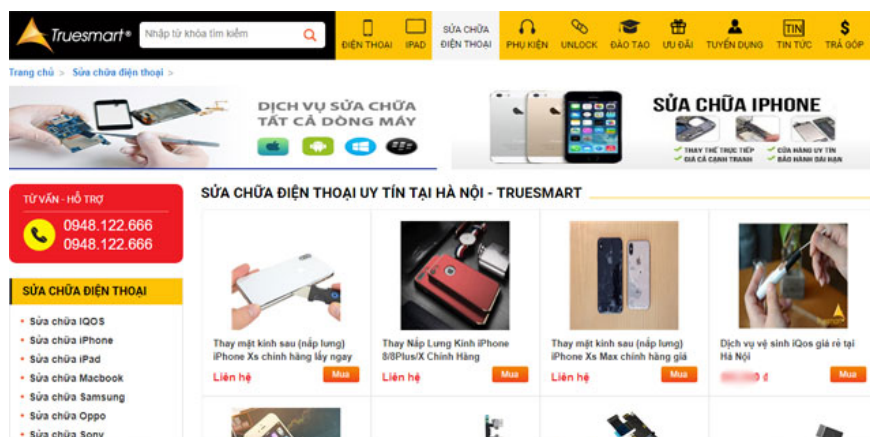 Truesmart®
Nhập từ khóa tìm kiếm
ĐIỆN THOẠI
IPAD
SỬA CHỮA
ĐIỆN THOẠI
PHỤ KIỆN
UNLOCK
ĐÀO TẠO
ƯU ĐÃI
TUYỂN DỤNG
TIN
TIN TỨC
$
TRẢ GÓP
Trang chủ > Sửa chữa điện thoại >
DỊCH VỤ SỬA CHỮA
TẤT CẢ DÒNG MÁY
SỬA CHỮA IPHONE
THAY THẾ TRỰC TIẾP
CỬA HÀNG UY TÍN
GIÁ CẢ CẠNH TRANH
BẢO HÀNH DÀI HẠN
TƯ VẤN - HỖ TRỢ
0948.122.666
0948.122.666
SỬA CHỮA ĐIỆN THOẠI
Sửa chữa IQOS
Sửa chữa iPhone
Sửa chữa iPad
Sửa chữa Macbook
Sửa chữa Samsung
Sửa chữa Oppo
Sửa chữa Sony
SỬA CHỮA ĐIỆN THOẠI UY TÍN TẠI HÀ NỘI - TRUESMART
Thay mặt kính sau (nắp lưng)
iPhone Xs chính hãng lấy ngay
Liên hệ
Mua
Thay Nắp Lưng Kính iPhone
8/8Plus/X Chính Hãng
Liên hệ
Mua
Thay mặt kính sau (nắp lưng)
iPhone Xs Max chính hãng giá
Liên hệ
Mua
Dịch vụ vệ sinh iQos giá rẻ tại
Hà Nội
đ
Mua